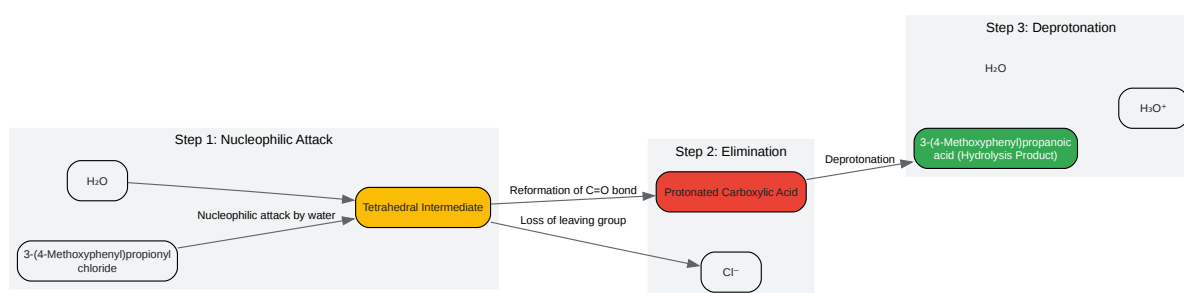 Step 1: Nucleophilic Attack
H₂O
Nucleophilic attack by water
3-(4-Methoxyphenyl)propionyl
chloride
Tetrahedral Intermediate
Reformation of C=O bond
Loss of leaving group
Step 2: Elimination
Protonated Carboxylic Acid
Cl⁻
Deprotonation
Step 3: Deprotonation
H₂O
H₃O⁺
3-(4-Methoxyphenyl)propanoic
acid (Hydrolysis Product)